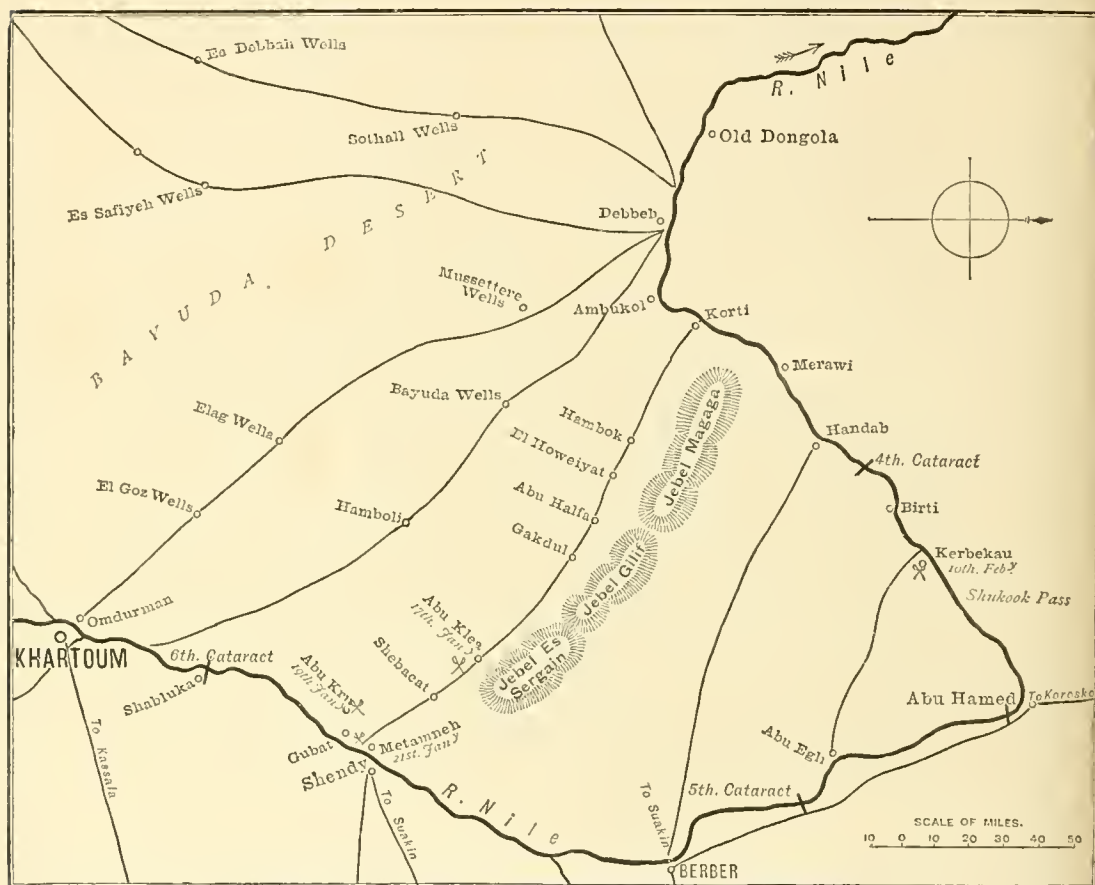 Es Debbah Wells
R. Nile
Sothall Wells
Old Dongola
Es Safiyeh Wells
BAYUDA. DESERT
Debbeh
Mussettere
Wells
Ambukol
Korti
Merawi
Bayuda Wells
Elag Wells
Hambok
Jebel Magaga
Handab
El Howeiyat
4th. Cataract
El Goz Wells
Hamboli
Abu Halfa
Birti
Gakdul
Jebel Gilif
Kerbekau
10th. Feby.
Shukook Pass
Omdurman
KHARTOUM
Abu Klea
17th. Jany
6th. Cataract
Shebacat
Jebel Es
Sergain
Shabluka
Abu Kru
19th. Jany
Abu Hamed
To Korosko
Gubat
Metamneh
21st. Jany
Abu Egli
Shendy
To Kassala
To Suakin
R. Nile
To Suakin
5th. Cataract
BERBER
SCALE OF MILES.
10 0 10 20 30 40 50